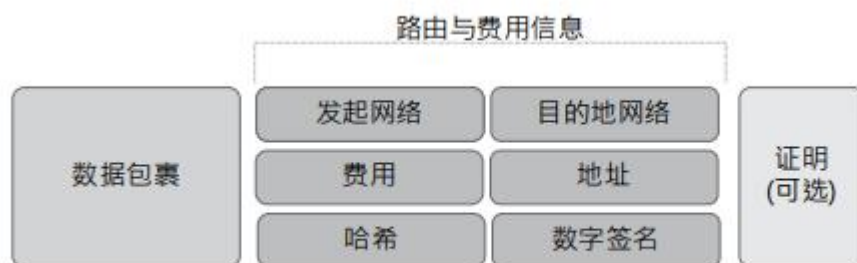 路由与费用信息
发起网络 目的地网络
数据包裹 费用 地址 证明
(可选)
哈希 数字签名